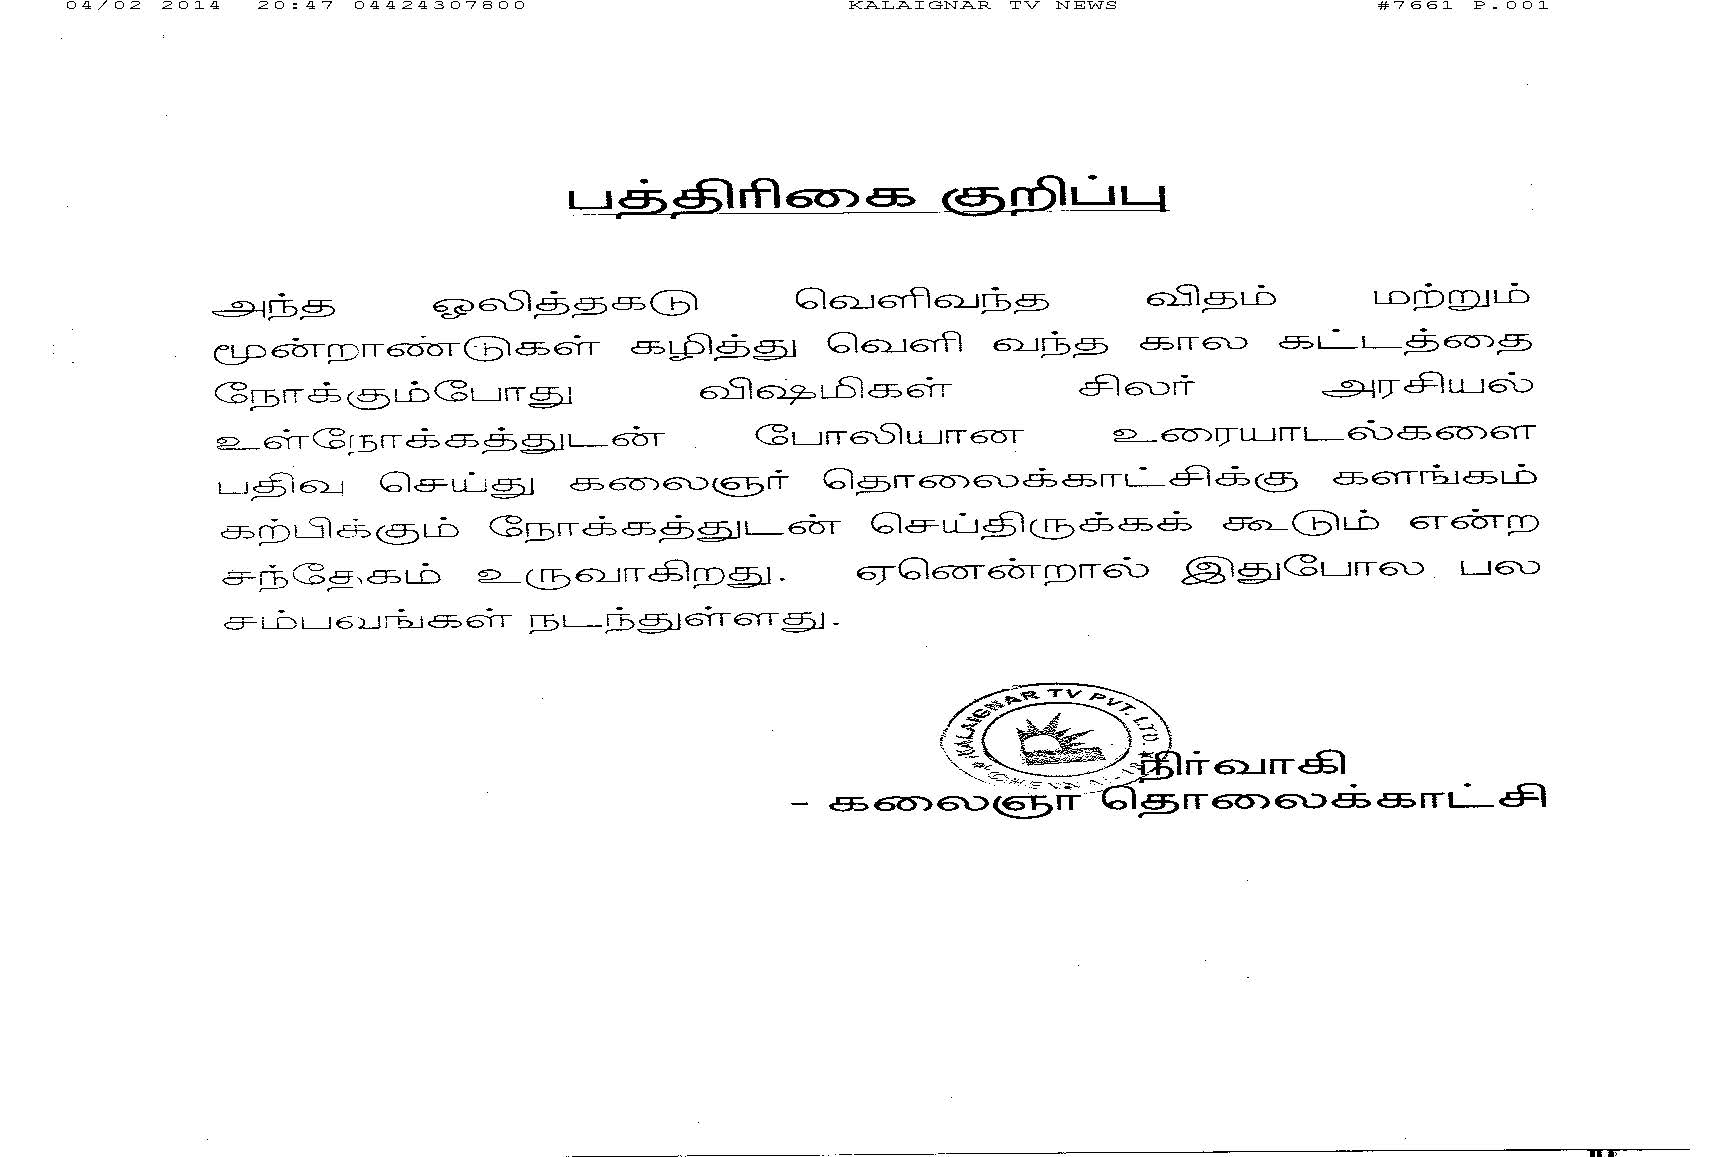 04/02 2014 20:47 04424307800 KALAIGNAR TV NEWS #7661 P.001
பத்திரிகை குறிப்பு
அந்த ஒலித்தகடு வெளிவந்த விதம் மற்றும்
மூன்றாண்டுகள் கழித்து வெளி வந்த கால கட்டத்தை
நோக்கும்போது விஷமிகள் சிலர் அரசியல்
உள்நோக்கத்துடன் போலியான உரையாடல்களை
பதிவு செய்து கலைஞர் தொலைக்காட்சிக்கு களங்கம்
கற்பிக்கும் நோக்கத்துடன் செய்திருக்கக் கூடும் என்ற
சந்தேகம் உருவாகிறது. ஏனென்றால் இதுபோல பல
சம்பவங்கள் நடந்துள்ளது.
KALAIGNAR TV PVT. LTD.
நிர்வாகி
- கலைஞர் தொலைக்காட்சி